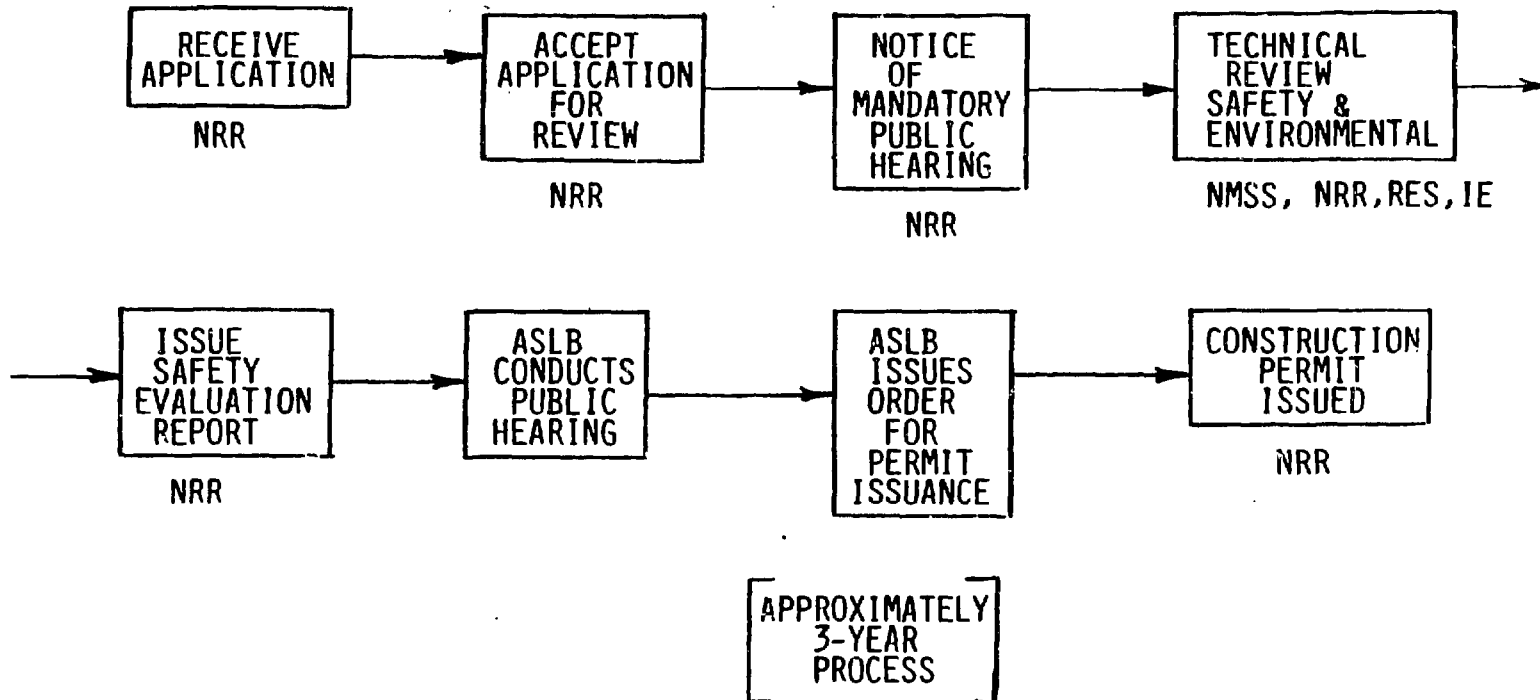 RECEIVE
APPLICATION
NRR
ACCEPT
APPLICATION
FOR
REVIEW
NRR
NOTICE
OF
MANDATORY
PUBLIC
HEARING
NRR
TECHNICAL
REVIEW
SAFETY &
ENVIRONMENTAL
NMSS, NRR,RES,IE
ISSUE
SAFETY
EVALUATION
REPORT
NRR
ASLB
CONDUCTS
PUBLIC
HEARING
ASLB
ISSUES
ORDER
FOR
PERMIT
ISSUANCE
CONSTRUCTION
PERMIT
ISSUED
NRR
APPROXIMATELY
3-YEAR
PROCESS